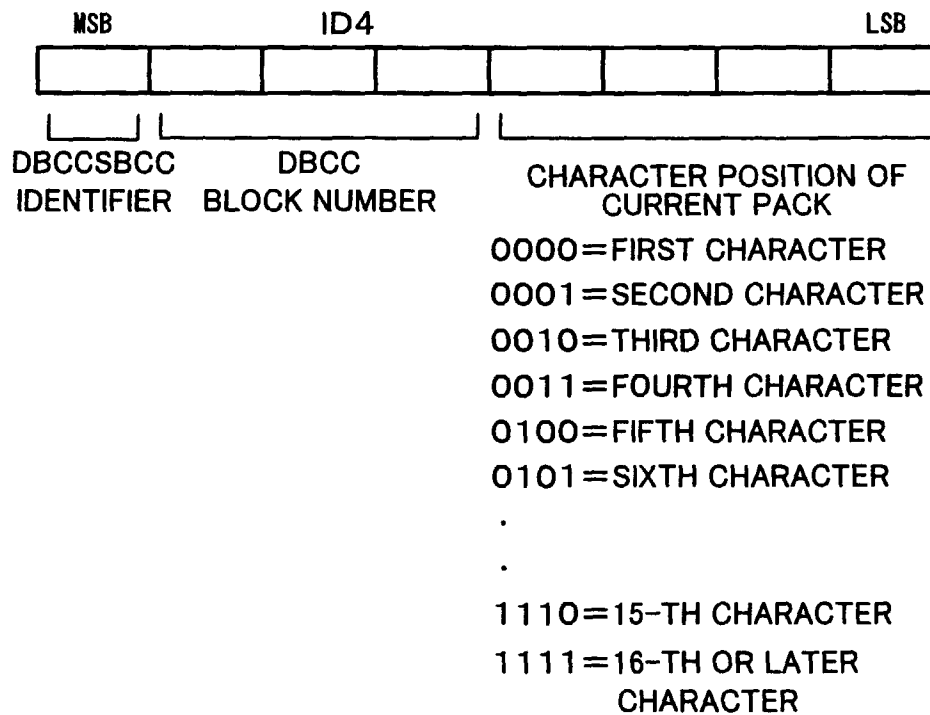 MSB ID4 LSB
DBCCSBCC IDENTIFIER
DBCC BLOCK NUMBER
CHARACTER POSITION OF
CURRENT PACK
0000=FIRST CHARACTER
0001=SECOND CHARACTER
0010=THIRD CHARACTER
0011=FOURTH CHARACTER
0100=FIFTH CHARACTER
0101=SIXTH CHARACTER
.
.
1110=15-TH CHARACTER
1111=16-TH OR LATER
CHARACTER